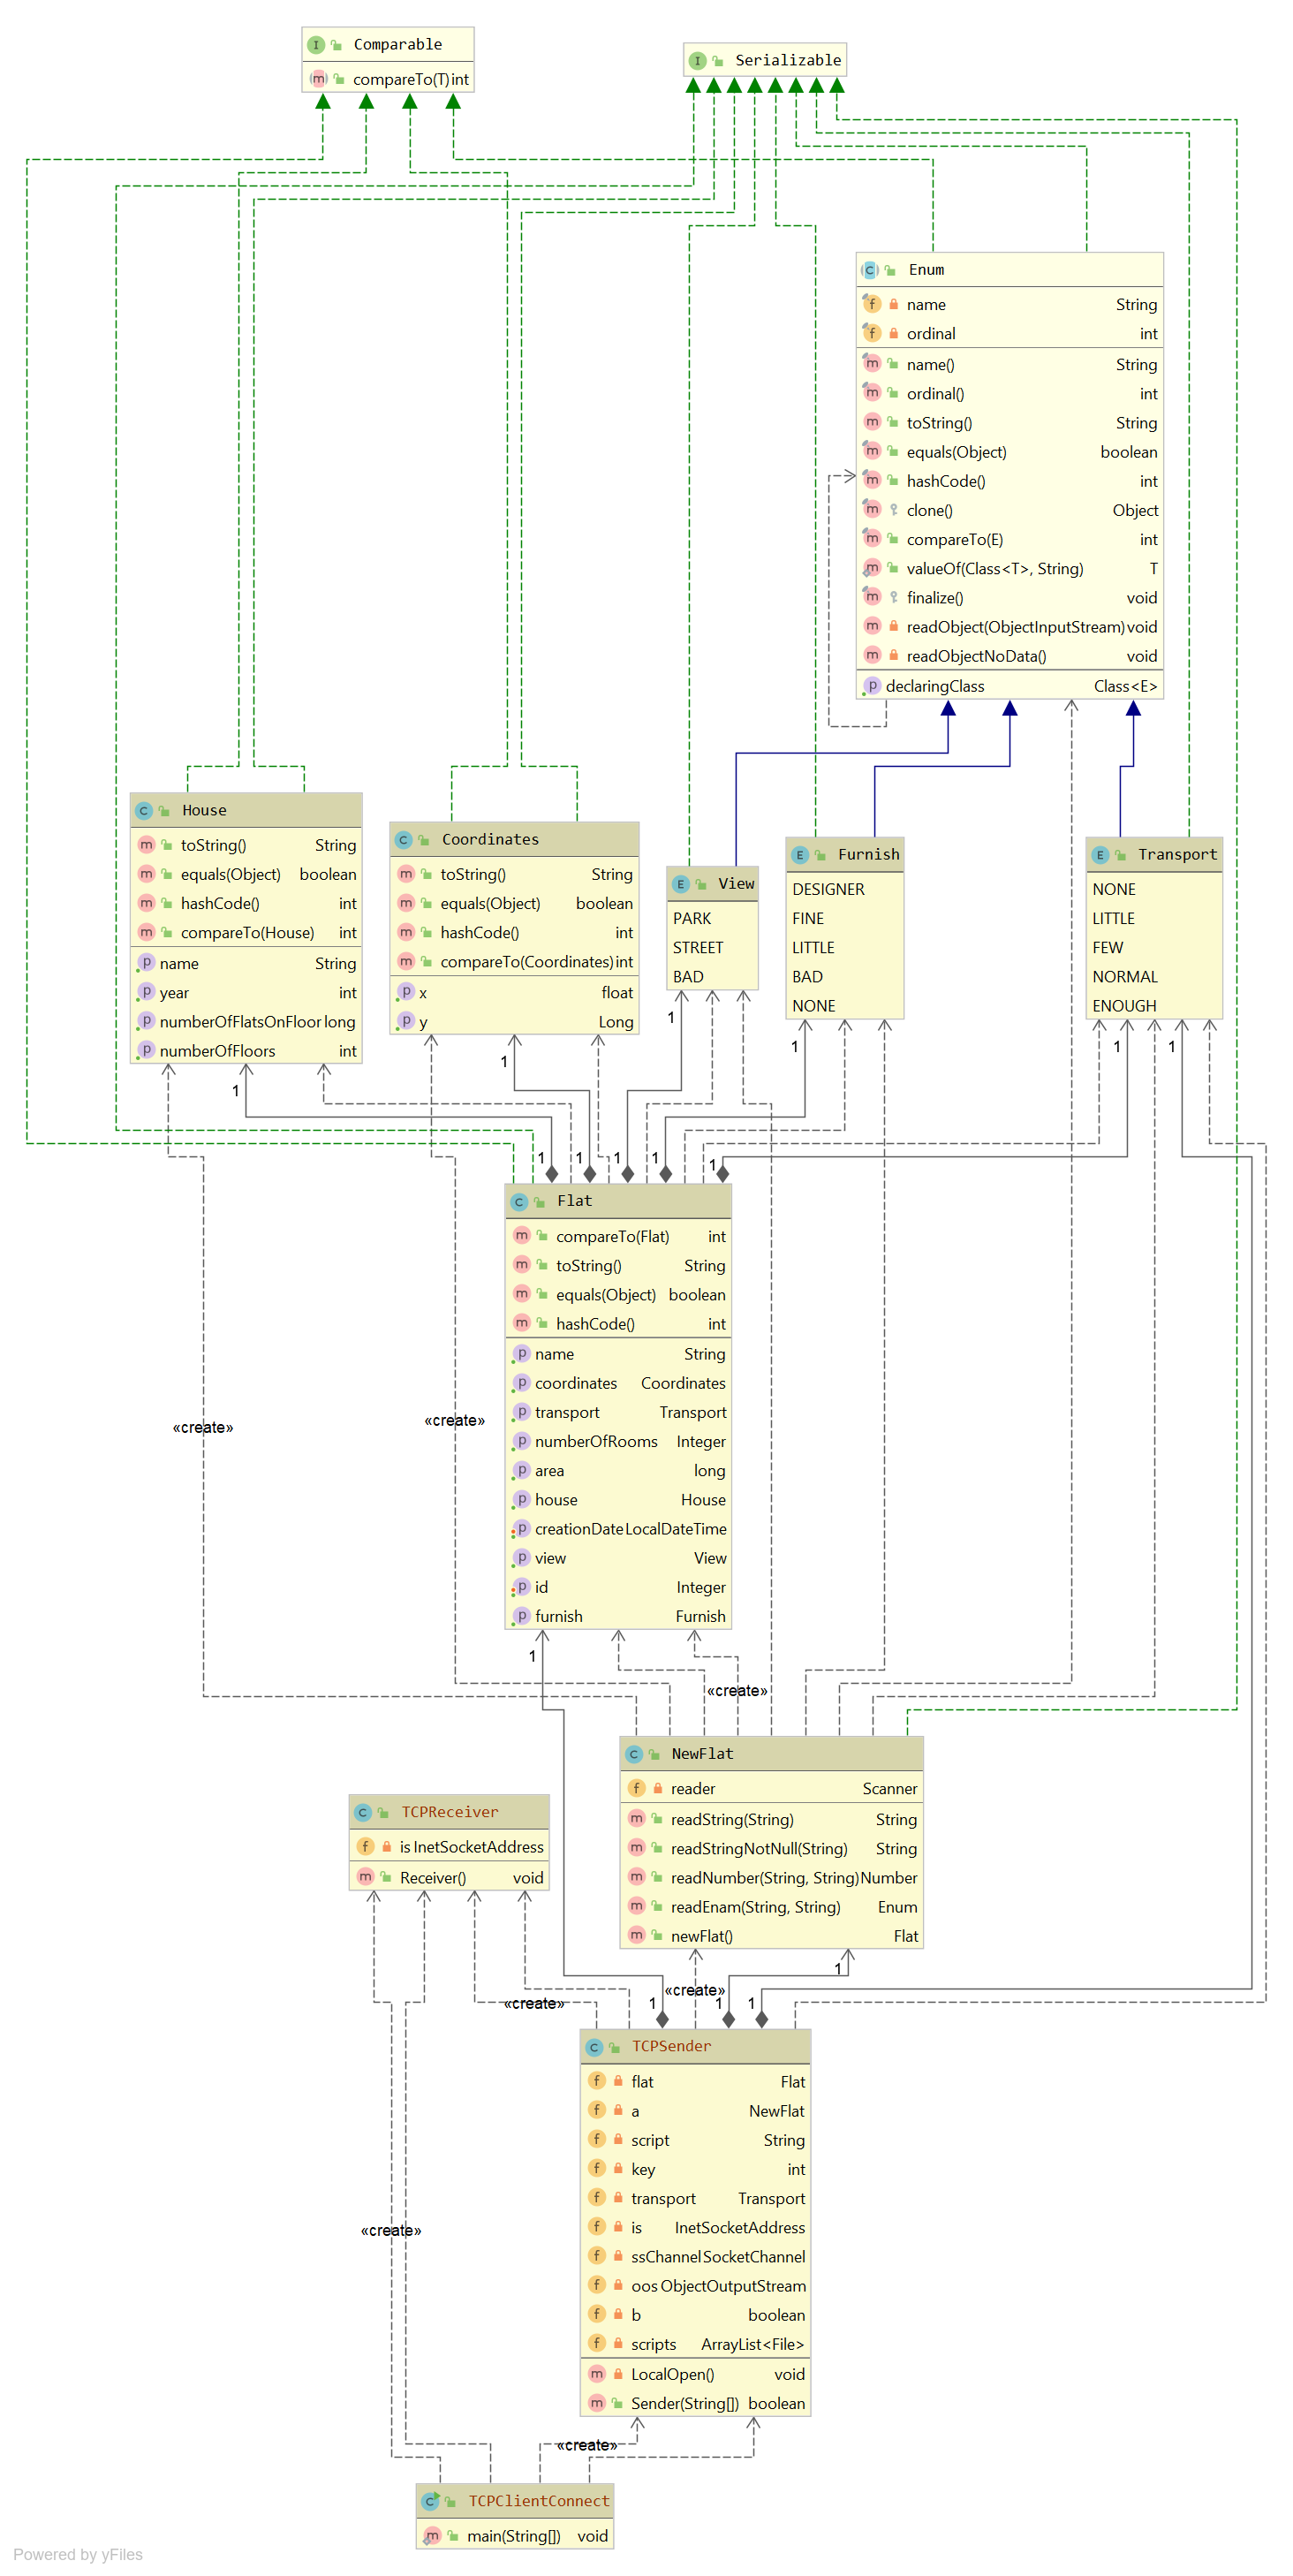 Comparable
compareTo(T) int
Serializable
Enum
name String
ordinal int
name() String
ordinal() int
toString() String
equals(Object) boolean
hashCode() int
clone() Object
compareTo(E) int
valueOf(Class<T>, String) T
finalize() void
readObject(ObjectInputStream) void
readObjectNoData() void
declaringClass Class<E>
House
toString() String
equals(Object) boolean
hashCode() int
compareTo(House) int
name String
year int
numberOfFlatsOnFloor long
numberOfFloors int
Coordinates
toString() String
equals(Object) boolean
hashCode() int
compareTo(Coordinates) int
x float
y Long
View
PARK
STREET
BAD
Furnish
DESIGNER
FINE
LITTLE
BAD
NONE
Transport
NONE
LITTLE
FEW
NORMAL
ENOUGH
1
1
1
1
1
1
1
1
1
1
1
Flat
compareTo(Flat) int
toString() String
equals(Object) boolean
hashCode() int
name String
coordinates Coordinates
transport Transport
numberOfRooms Integer
area long
house House
creationDate LocalDateTime
view View
id Integer
furnish Furnish
«create»
«create»
1
«create»
NewFlat
reader Scanner
readString(String) String
readStringNotNull(String) String
readNumber(String, String) Number
readEnam(String, String) Enum
newFlat() Flat
TCPReceiver
is InetSocketAddress
Receiver() void
1
«create»
«create»
1
1
1
TCPSender
flat Flat
a NewFlat
script String
key int
transport Transport
is InetSocketAddress
ssChannel SocketChannel
oos ObjectOutputStream
b boolean
scripts ArrayList<File>
LocalOpen() void
Sender(String[]) boolean
«create»
«create»
TCPClientConnect
main(String[]) void
Powered by yFiles